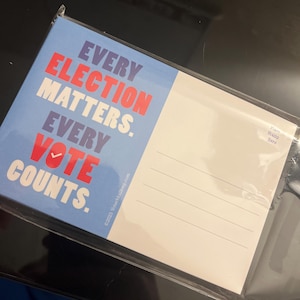 EVERY
ELECTION
MATTERS.
EVERY
VOTE
COUNTS.